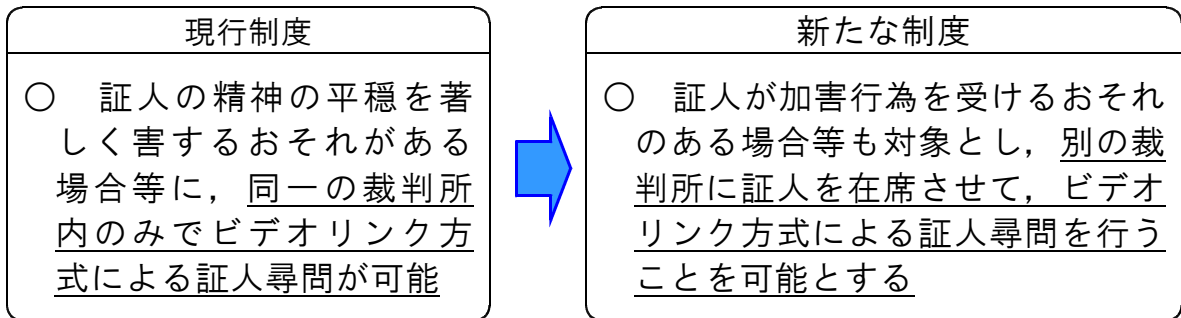 現行制度
○　証人の精神の平穏を著
しく害するおそれがある
場合等に，同一の裁判所
内のみでビデオリンク方
式による証人尋問が可能
新たな制度
○　証人が加害行為を受けるおそれ
のある場合等も対象とし，別の裁
判所に証人を在席させて，ビデオ
リンク方式による証人尋問を行う
ことを可能とする